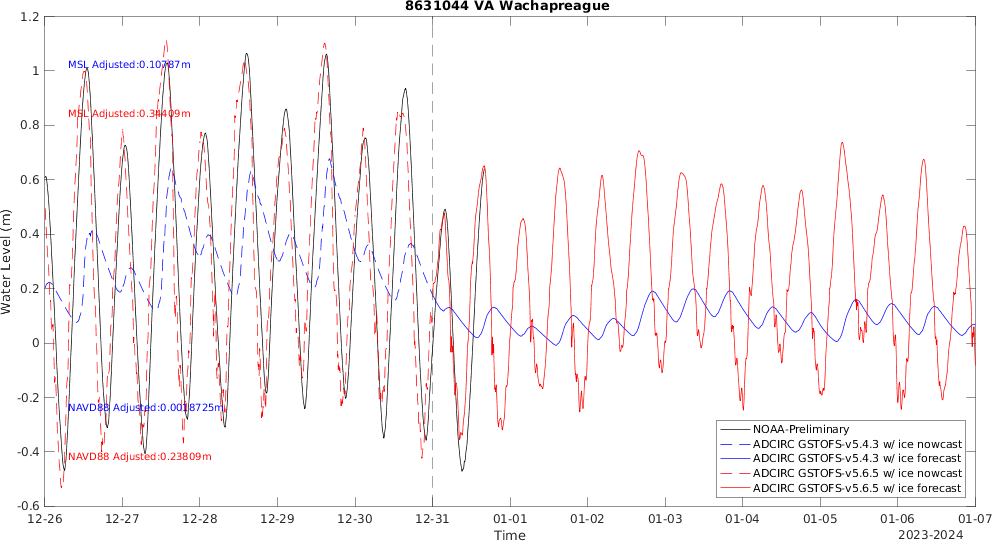 8631044 VA Wachapreague
1.2
1
0.8
0.6
0.4
0.2
0
-0.2
-0.4
-0.6
Water Level (m)
MSL Adjusted:0.10787m
MSL Adjusted:0.34409m
NAVD88 Adjusted:0.0018725m
NAVD88 Adjusted:0.23809m
NOAA-Preliminary
ADCIRC GSTOFS-v5.4.3 w/ ice nowcast
ADCIRC GSTOFS-v5.4.3 w/ ice forecast
ADCIRC GSTOFS-v5.6.5 w/ ice nowcast
ADCIRC GSTOFS-v5.6.5 w/ ice forecast
12-26 12-27 12-28 12-29 12-30 12-31 01-01 01-02 01-03 01-04 01-05 01-06 01-07
Time
2023-2024